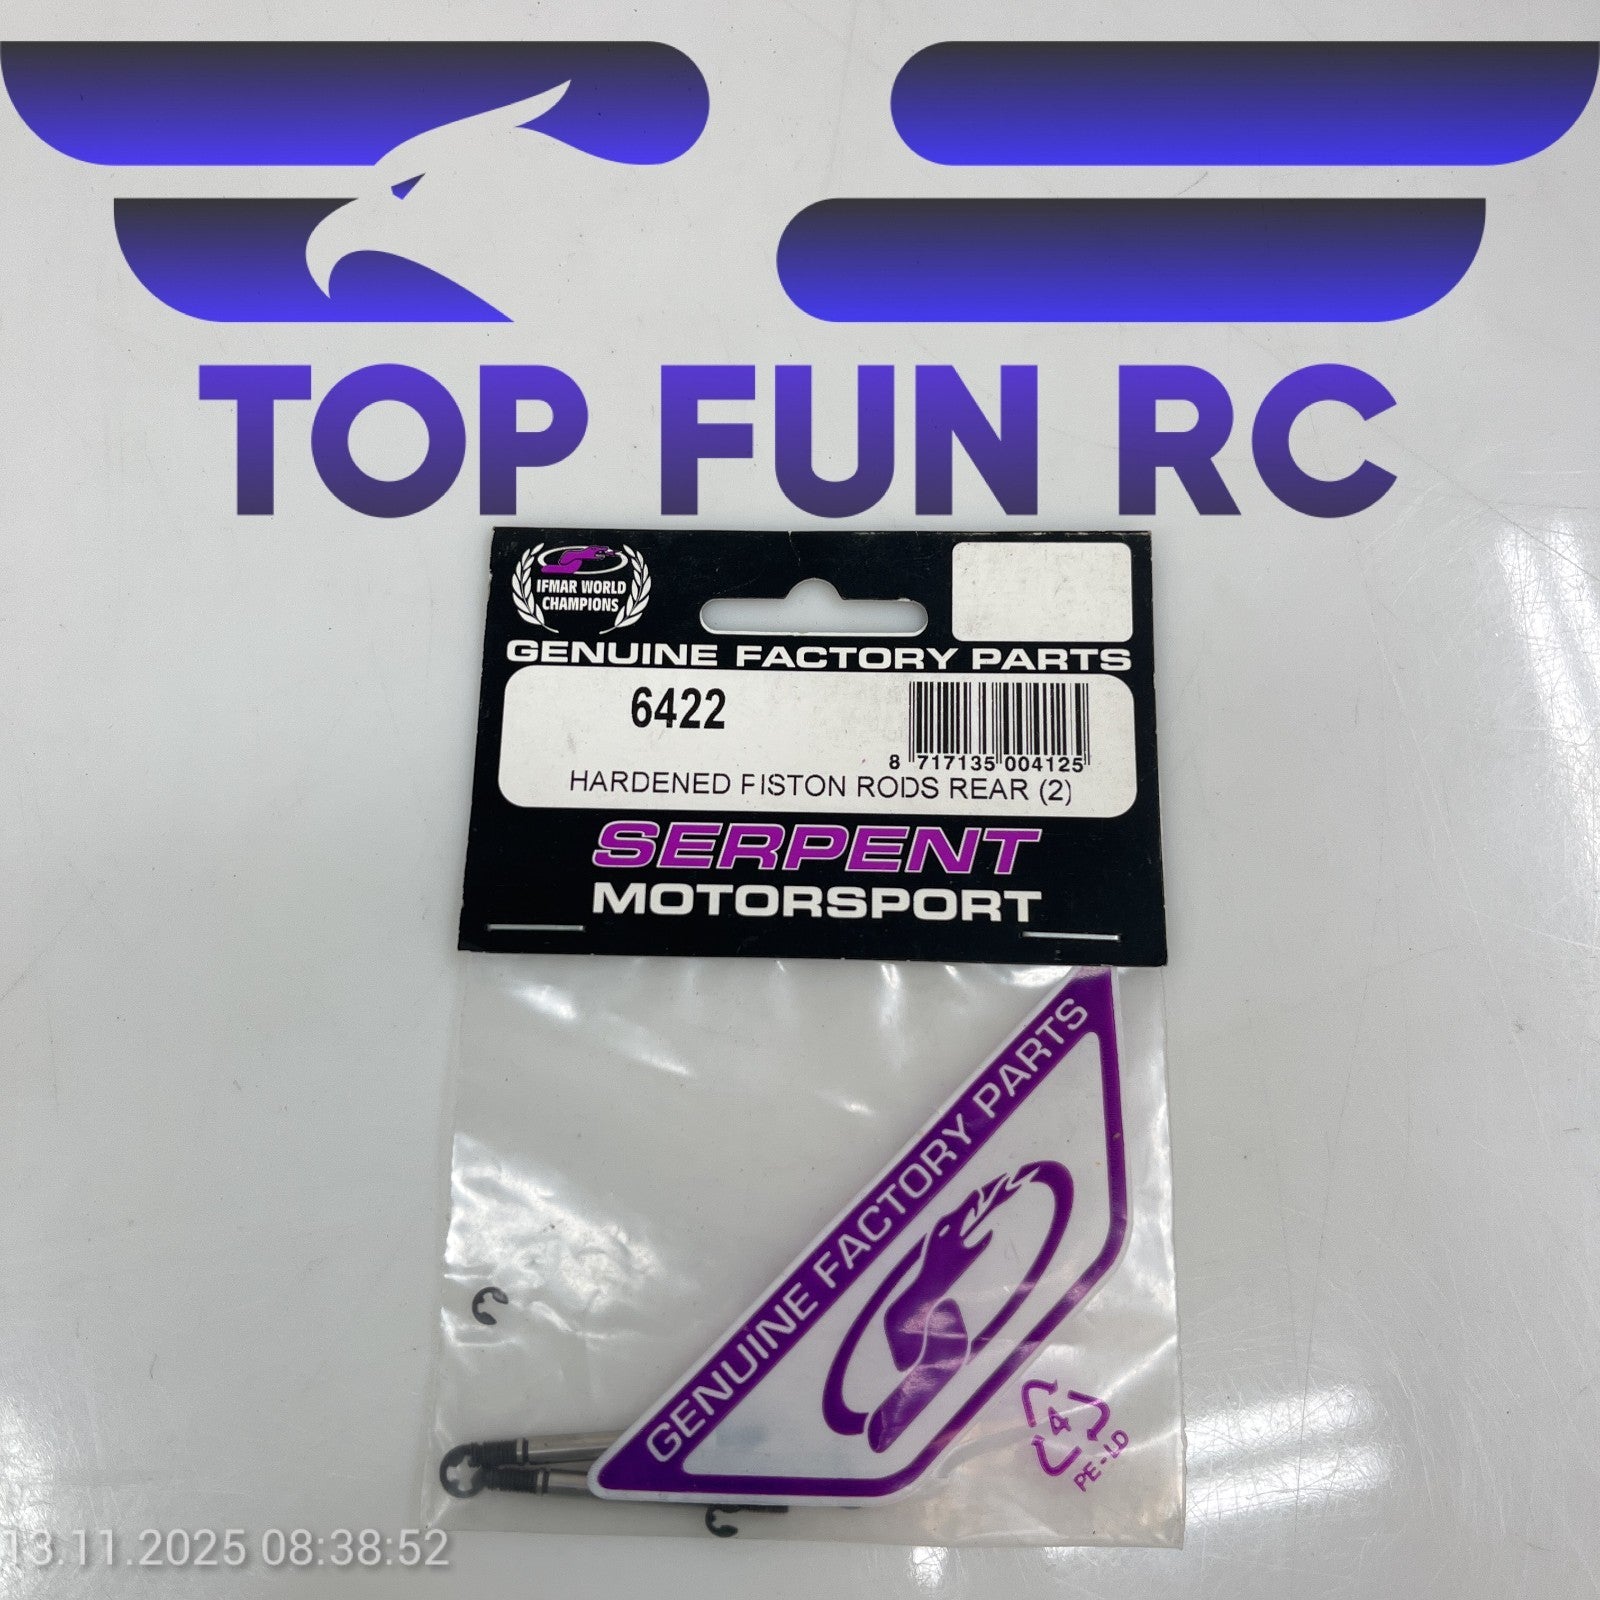 TOP FUN RC
IFMAR WORLD
CHAMPIONS
GENUINE FACTORY PARTS
6422
8 717135 004125
HARDENED PISTON RODS REAR (2)
SERPENT
MOTORSPORT
GENUINE FACTORY PARTS
4
PE-LD
13.11.2025 08:38:52